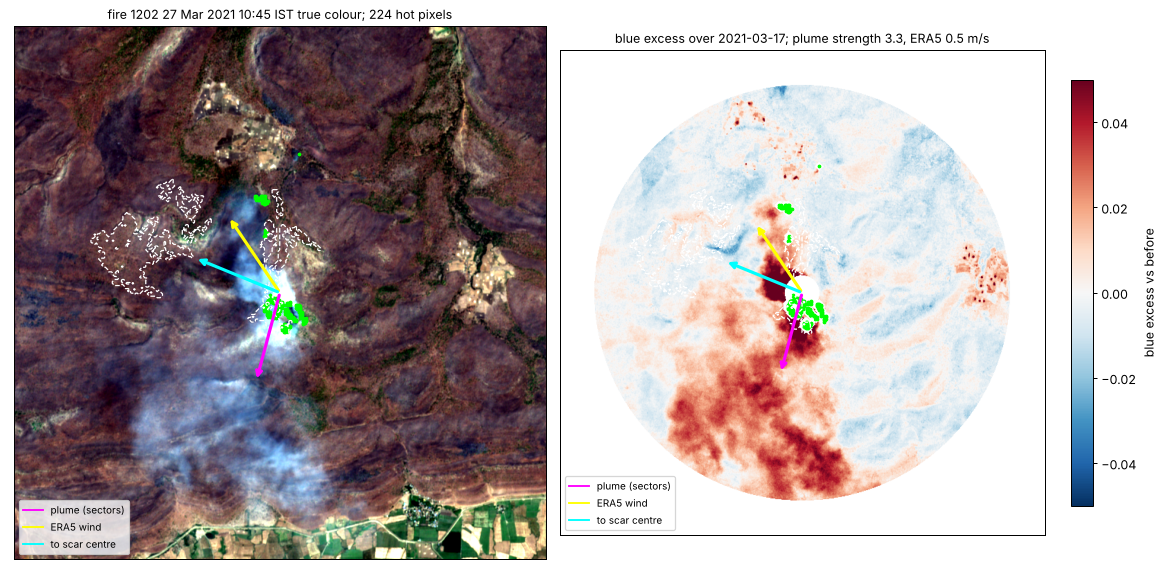 fire 1202 27 Mar 2021 10:45 IST true colour; 224 hot pixels
plume (sectors)
ERA5 wind
to scar centre
blue excess over 2021-03-17; plume strength 3.3, ERA5 0.5 m/s
plume (sectors)
ERA5 wind
to scar centre
0.04
0.02
0.00
−0.02
−0.04
blue excess vs before